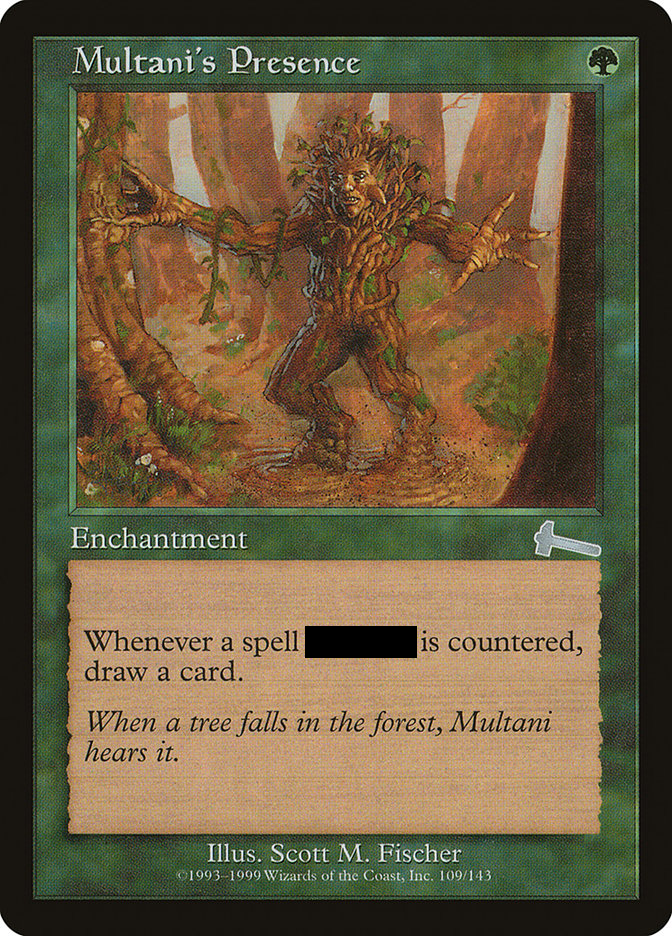 Multani's Presence
Enchantment
Whenever a spell is countered,
draw a card.
When a tree falls in the forest, Multani
hears it.
Illus. Scott M. Fischer
©1993–1999 Wizards of the Coast, Inc. 109/143